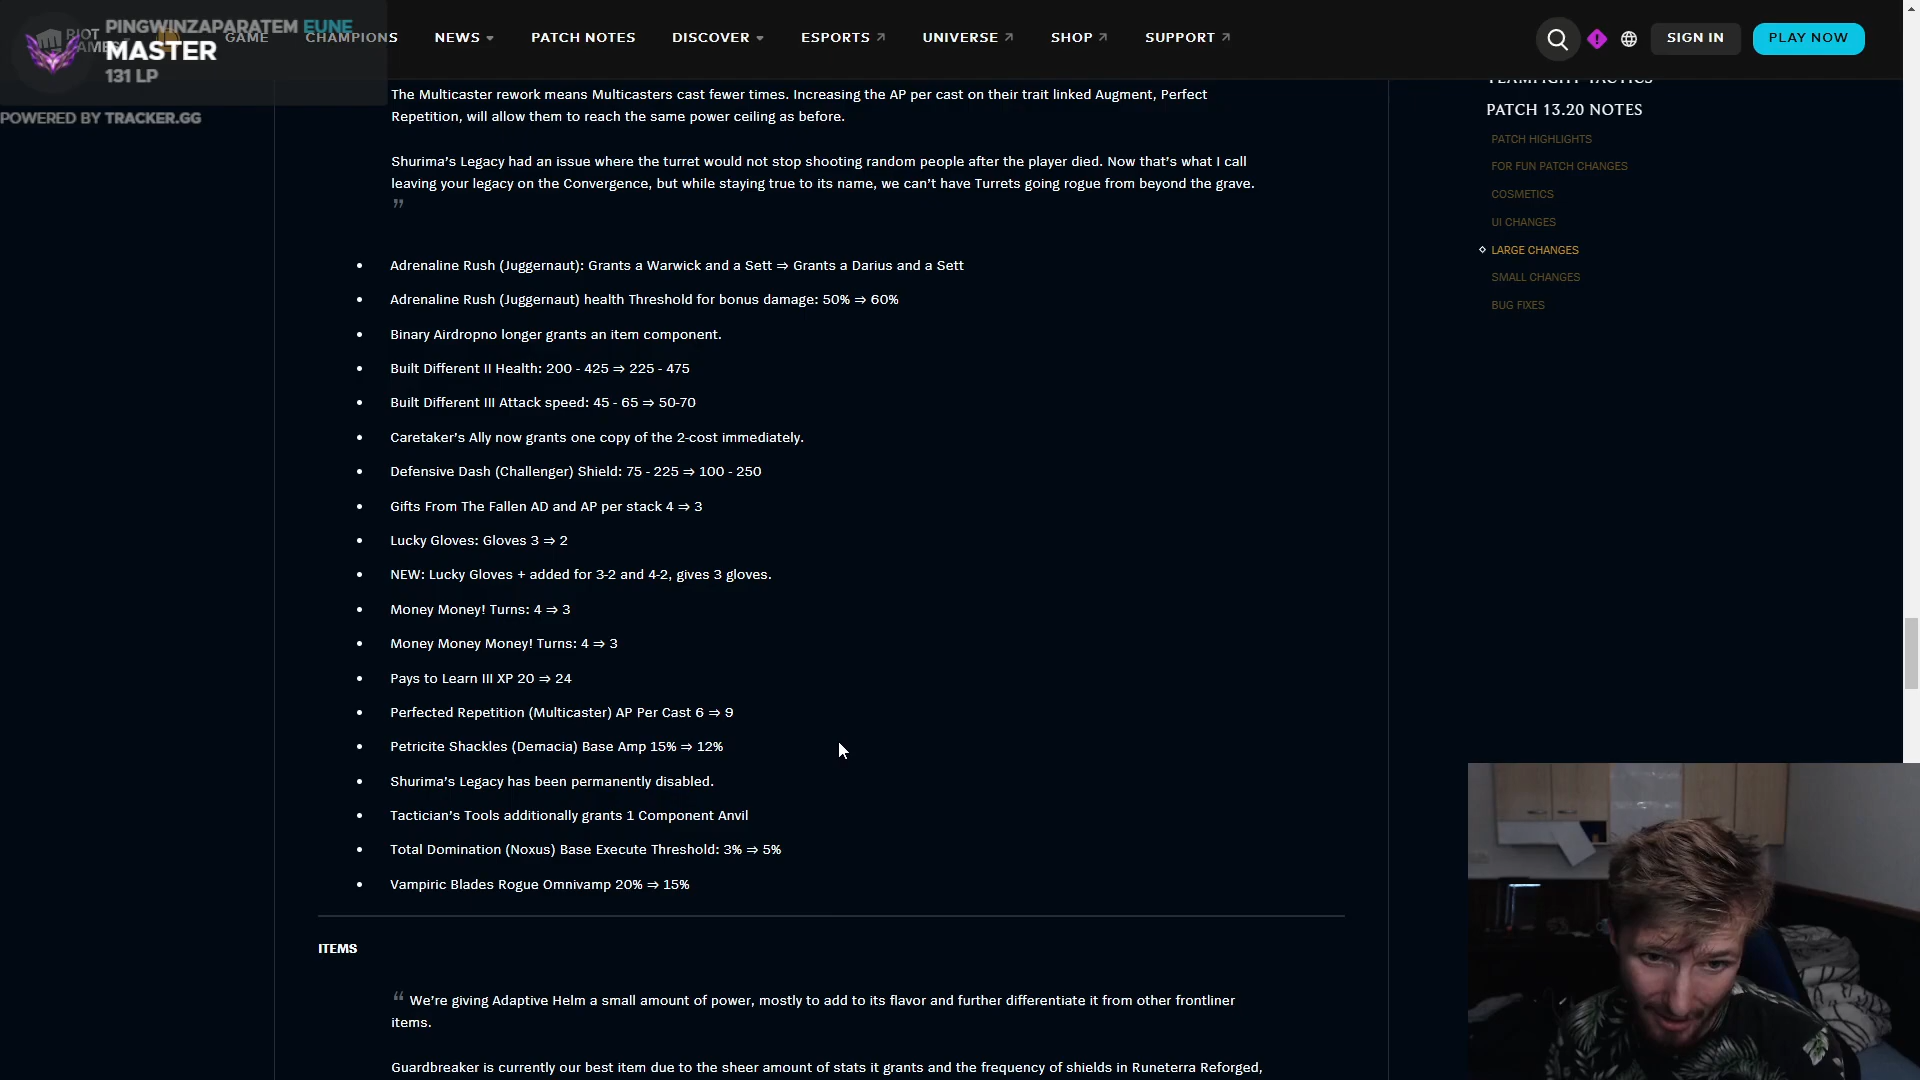 PINGWINZAPARATEM EUNE
MASTER
131 LP
POWERED BY TRACKER.GG
RIOT
GAME
CHAMPIONS
NEWS
PATCH NOTES
DISCOVER
ESPORTS
UNIVERSE
SHOP
SUPPORT
SIGN IN
PLAY NOW
The Multicaster rework means Multicasters cast fewer times. Increasing the AP per cast on their trait linked Augment, Perfect
Repetition, will allow them to reach the same power ceiling as before.
Shurima's Legacy had an issue where the turret would not stop shooting random people after the player died. Now that's what I call
leaving your legacy on the Convergence, but while staying true to its name, we can't have Turrets going rogue from beyond the grave.
”
• Adrenaline Rush (Juggernaut): Grants a Warwick and a Sett ⇒ Grants a Darius and a Sett
• Adrenaline Rush (Juggernaut) health Threshold for bonus damage: 50% ⇒ 60%
• Binary Airdropno longer grants an item component.
• Built Different II Health: 200 - 425 ⇒ 225 - 475
• Built Different III Attack speed: 45 - 65 ⇒ 50-70
• Caretaker's Ally now grants one copy of the 2-cost immediately.
• Defensive Dash (Challenger) Shield: 75 - 225 ⇒ 100 - 250
• Gifts From The Fallen AD and AP per stack 4 ⇒ 3
• Lucky Gloves: Gloves 3 ⇒ 2
• NEW: Lucky Gloves + added for 3-2 and 4-2, gives 3 gloves.
• Money Money! Turns: 4 ⇒ 3
• Money Money Money! Turns: 4 ⇒ 3
• Pays to Learn III XP 20 ⇒ 24
• Perfected Repetition (Multicaster) AP Per Cast 6 ⇒ 9
• Petricite Shackles (Demacia) Base Amp 15% ⇒ 12%
• Shurima's Legacy has been permanently disabled.
• Tactician's Tools additionally grants 1 Component Anvil
• Total Domination (Noxus) Base Execute Threshold: 3% ⇒ 5%
• Vampiric Blades Rogue Omnivamp 20% ⇒ 15%
ITEMS
“ We're giving Adaptive Helm a small amount of power, mostly to add to its flavor and further differentiate it from other frontliner
items.
Guardbreaker is currently our best item due to the sheer amount of stats it grants and the frequency of shields in Runeterra Reforged,
TEAMFIGHT TACTICS
PATCH 13.20 NOTES
PATCH HIGHLIGHTS
FOR FUN PATCH CHANGES
COSMETICS
UI CHANGES
LARGE CHANGES
SMALL CHANGES
BUG FIXES